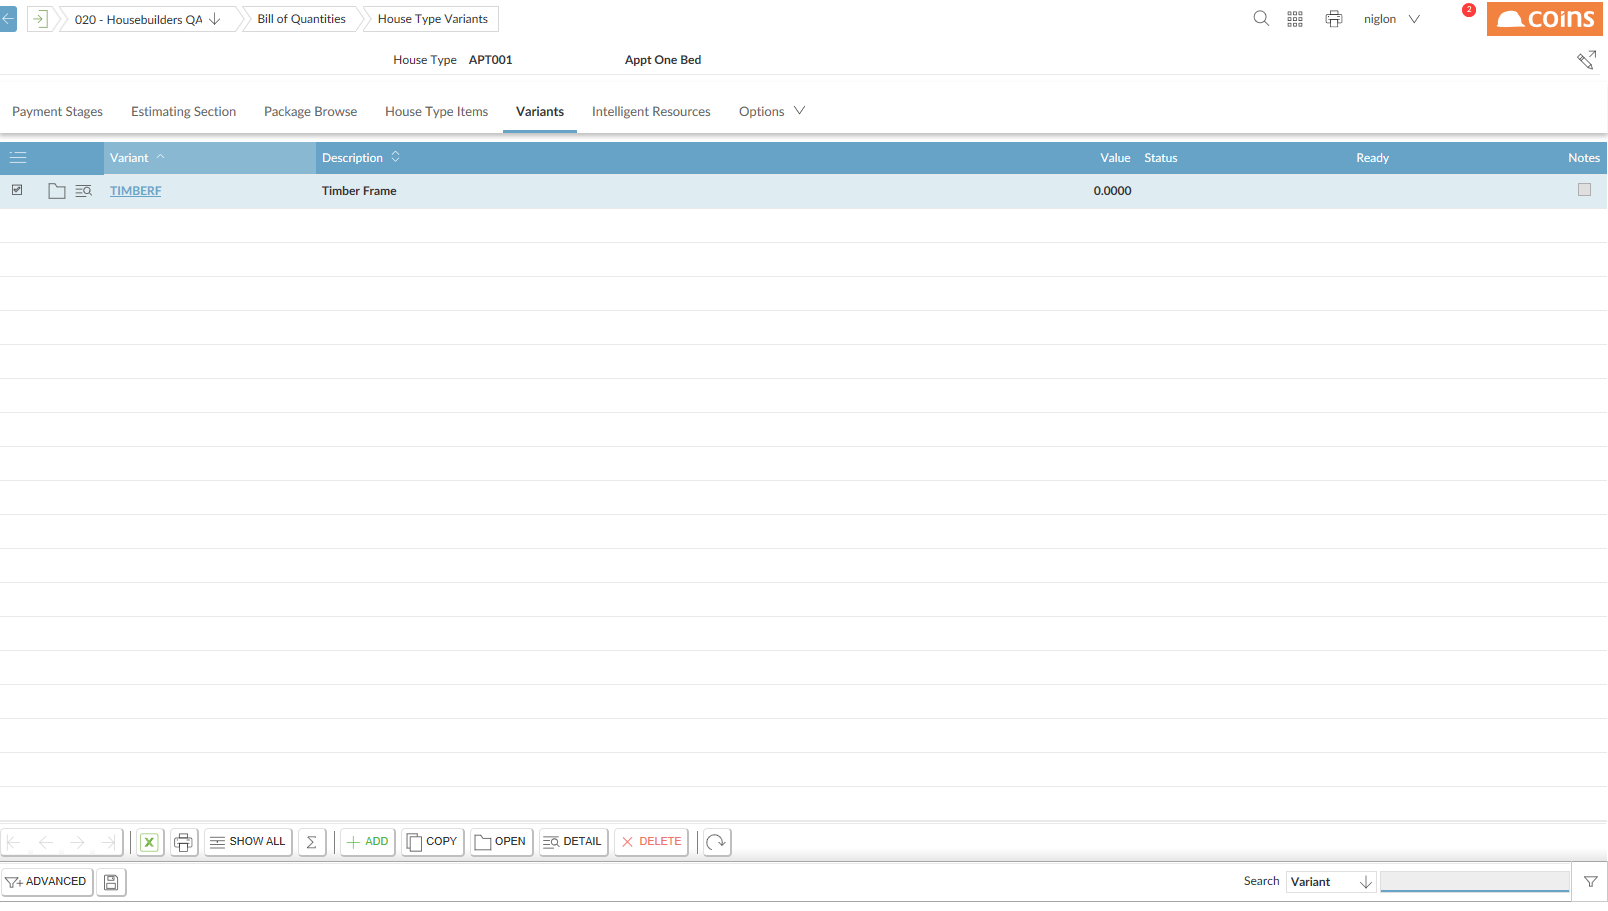 020 - Housebuilders QA Bill of Quantities House Type Variants niglon 2 coins
House Type APT001 Appt One Bed
Payment Stages Estimating Section Package Browse House Type Items Variants Intelligent Resources Options
Variant Description Value Status Ready Notes
TIMBERF Timber Frame 0.0000
SHOW ALL Σ ADD COPY OPEN DETAIL DELETE
ADVANCED Search Variant